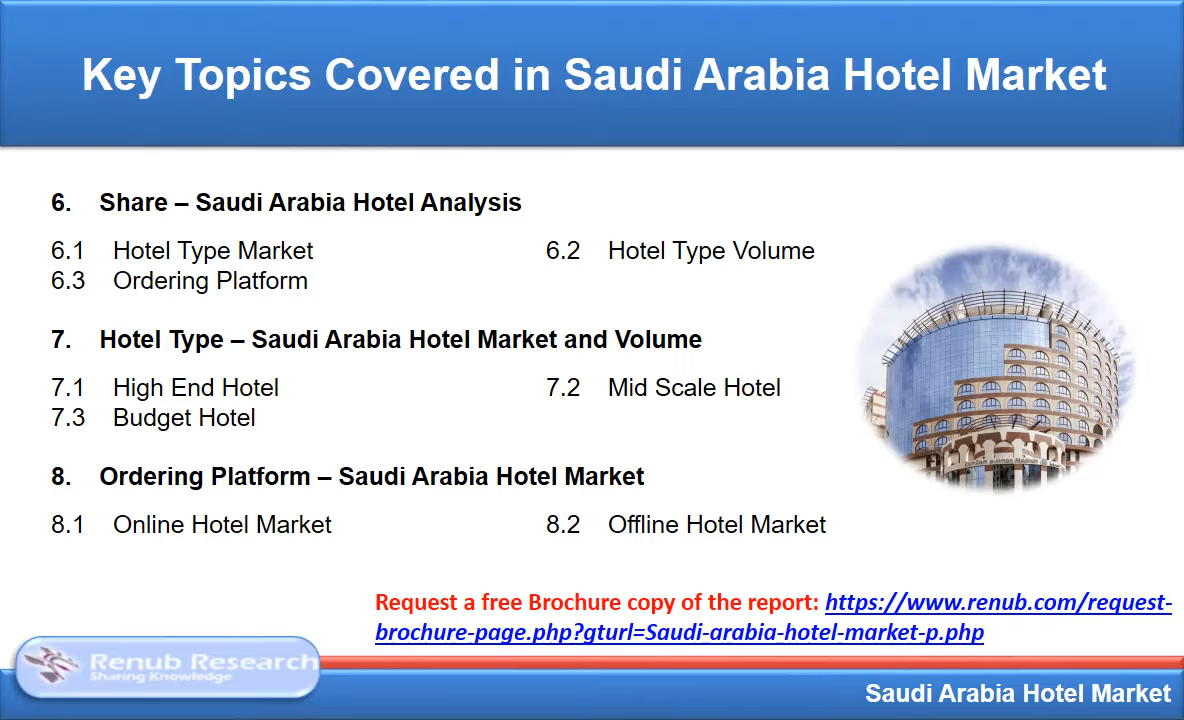 Key Topics Covered in Saudi Arabia Hotel Market
6. Share – Saudi Arabia Hotel Analysis
6.1 Hotel Type Market 6.2 Hotel Type Volume
6.3 Ordering Platform
7. Hotel Type – Saudi Arabia Hotel Market and Volume
7.1 High End Hotel 7.2 Mid Scale Hotel
7.3 Budget Hotel
8. Ordering Platform – Saudi Arabia Hotel Market
8.1 Online Hotel Market 8.2 Offline Hotel Market
Request a free Brochure copy of the report: https://www.renub.com/request-
brochure-page.php?gturl=Saudi-arabia-hotel-market-p.php
Renub Research
Sharing Knowledge
Saudi Arabia Hotel Market